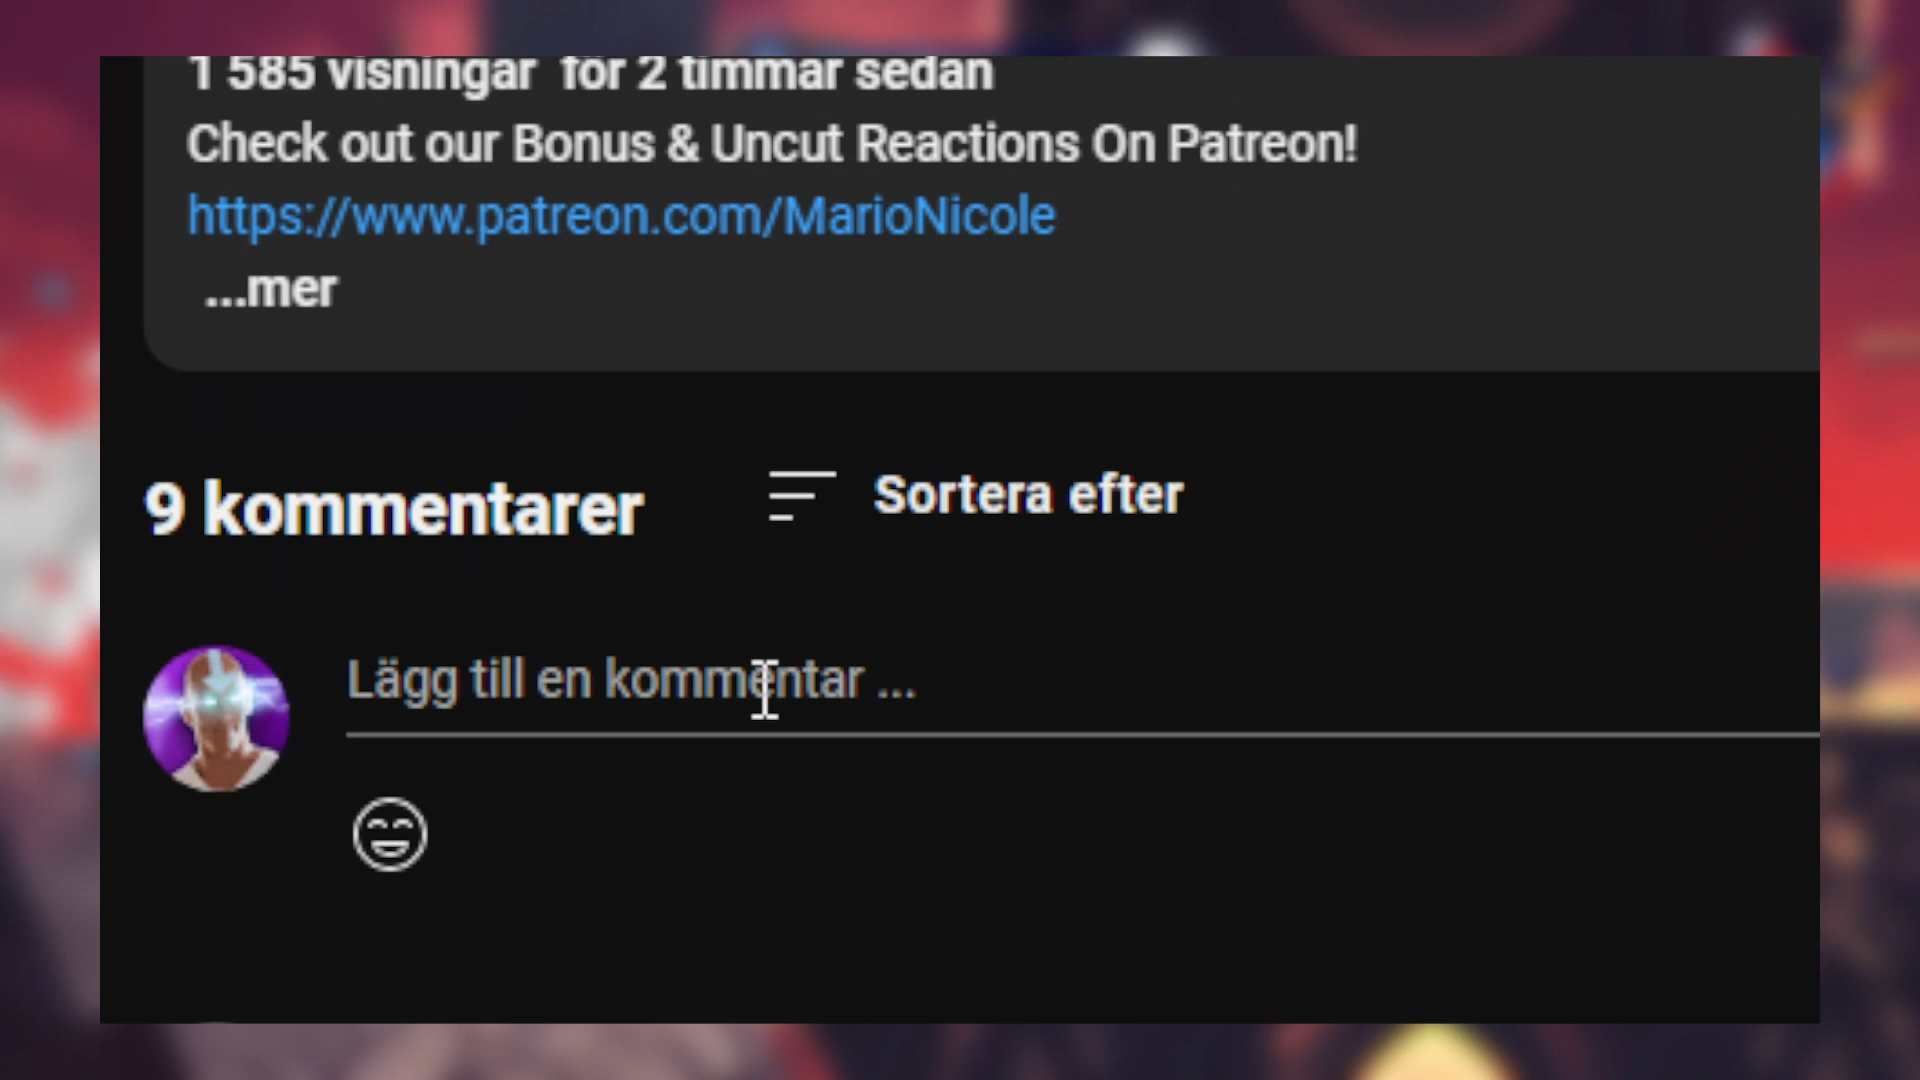 1 585 visningar för 2 timmar sedan
Check out our Bonus & Uncut Reactions On Patreon!
https://www.patreon.com/MarioNicole
...mer
9 kommentarer
Sortera efter
Lägg till en kommentar ...